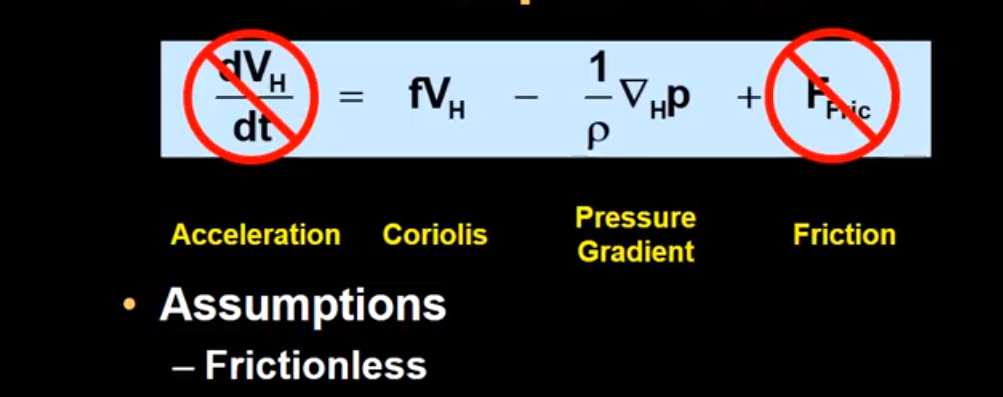 dV_H/dt = fV_H − 1/ρ ∇_H p + F_Fric
Acceleration Coriolis Pressure Gradient Friction
• Assumptions
– Frictionless